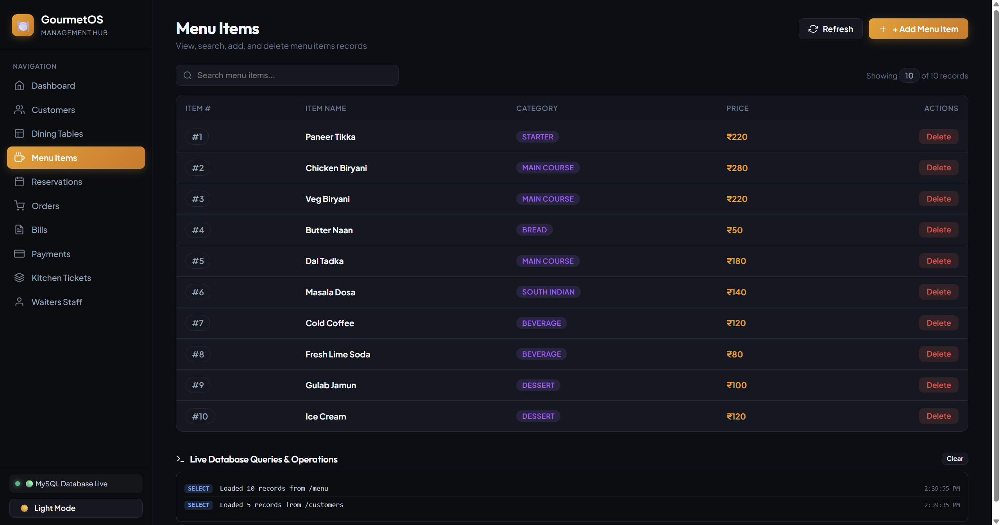 GourmetOS
MANAGEMENT HUB
NAVIGATION
Dashboard
Customers
Dining Tables
Menu Items
Reservations
Orders
Bills
Payments
Kitchen Tickets
Waiters Staff
MySQL Database Live
Light Mode
Menu Items
View, search, add, and delete menu items records
Refresh
+ + Add Menu Item
Search menu items...
Showing 10 of 10 records
ITEM # ITEM NAME CATEGORY PRICE ACTIONS
#1 Paneer Tikka STARTER ₹220 Delete
#2 Chicken Biryani MAIN COURSE ₹280 Delete
#3 Veg Biryani MAIN COURSE ₹220 Delete
#4 Butter Naan BREAD ₹50 Delete
#5 Dal Tadka MAIN COURSE ₹180 Delete
#6 Masala Dosa SOUTH INDIAN ₹140 Delete
#7 Cold Coffee BEVERAGE ₹120 Delete
#8 Fresh Lime Soda BEVERAGE ₹80 Delete
#9 Gulab Jamun DESSERT ₹100 Delete
#10 Ice Cream DESSERT ₹120 Delete
Live Database Queries & Operations
Clear
SELECT Loaded 10 records from /menu 2:39:55 PM
SELECT Loaded 5 records from /customers 2:39:35 PM